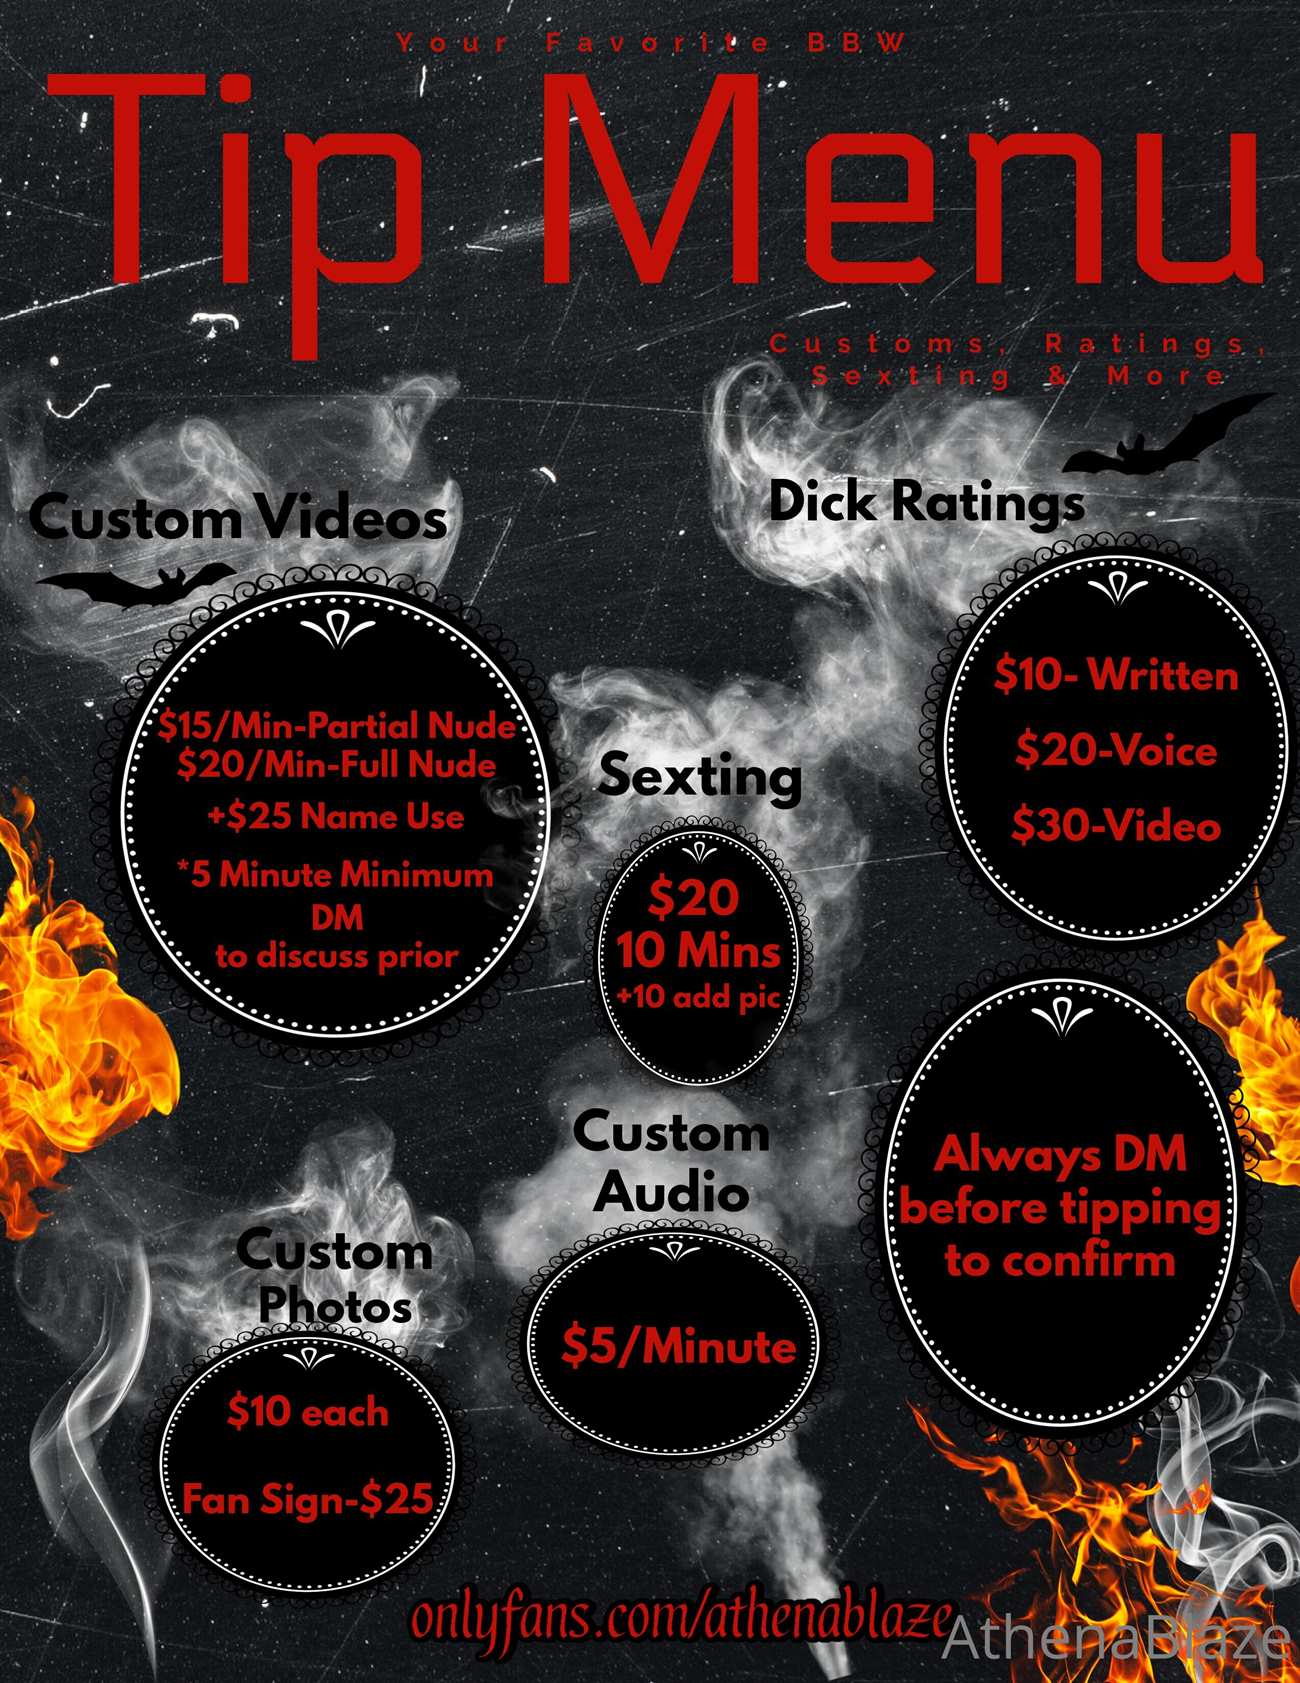 Your Favorite BBW
Tip Menu
Customs, Ratings,
Sexting & More
Custom Videos
$15/Min-Partial Nude
$20/Min-Full Nude
+$25 Name Use
*5 Minute Minimum
DM
to discuss prior
Dick Ratings
$10- Written
$20-Voice
$30-Video
Sexting
$20
10 Mins
+10 add pic
Custom
Audio
$5/Minute
Always DM
before tipping
to confirm
Custom
Photos
$10 each
Fan Sign-$25
onlyfans.com/athenablaze
AthenaBlaze